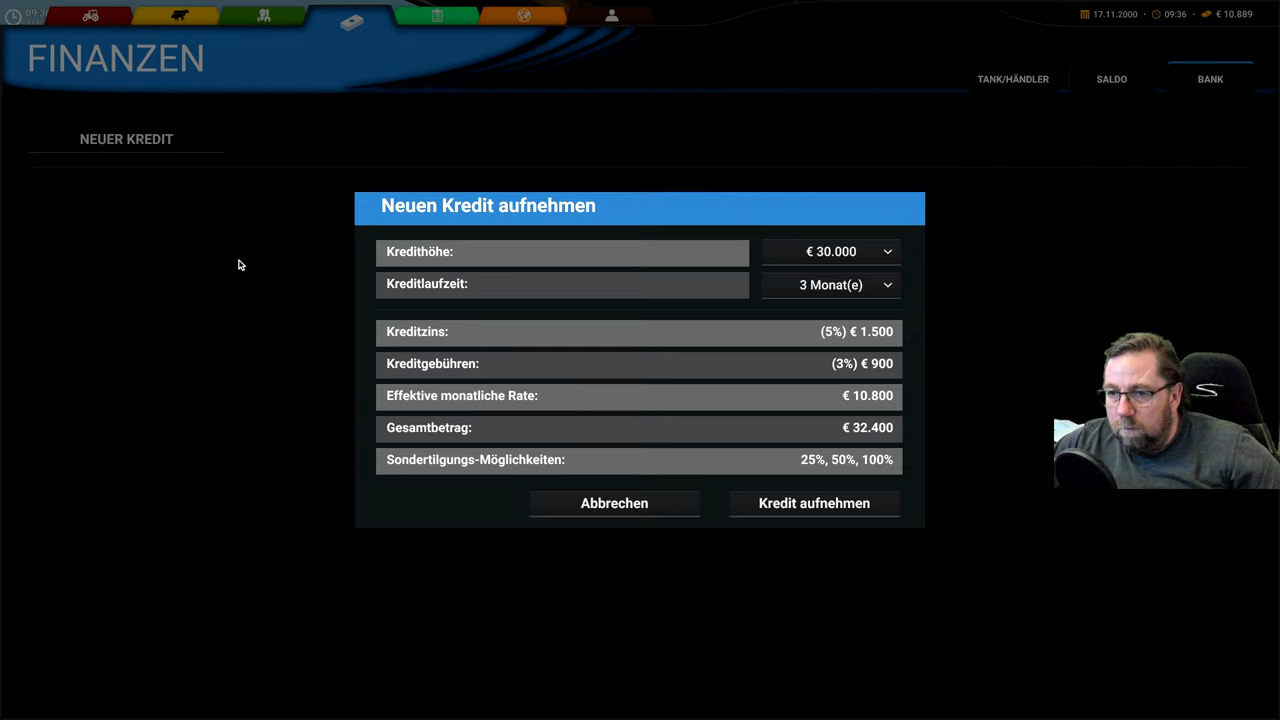 09:36
17.11.2000 • 09:36 • € 10.889
FINANZEN
TANK/HÄNDLER SALDO BANK
NEUER KREDIT
Neuen Kredit aufnehmen
Kredithöhe: € 30.000
Kreditlaufzeit: 3 Monat(e)
Kreditzins: (5%) € 1.500
Kreditgebühren: (3%) € 900
Effektive monatliche Rate: € 10.800
Gesamtbetrag: € 32.400
Sondertilgungs-Möglichkeiten: 25%, 50%, 100%
Abbrechen Kredit aufnehmen